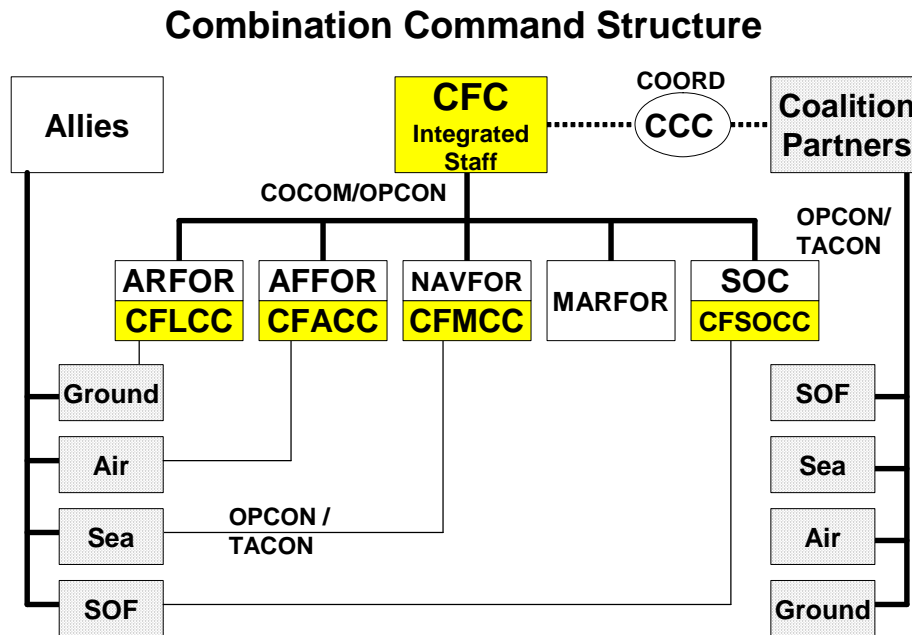 Combination Command Structure
Allies
CFC
Integrated
Staff
COORD
CCC
Coalition
Partners
COCOM/OPCON
OPCON/
TACON
ARFOR
CFLCC
AFFOR
CFACC
NAVFOR
CFMCC
MARFOR
SOC
CFSOCC
Ground
Air
Sea
SOF
OPCON /
TACON
SOF
Sea
Air
Ground